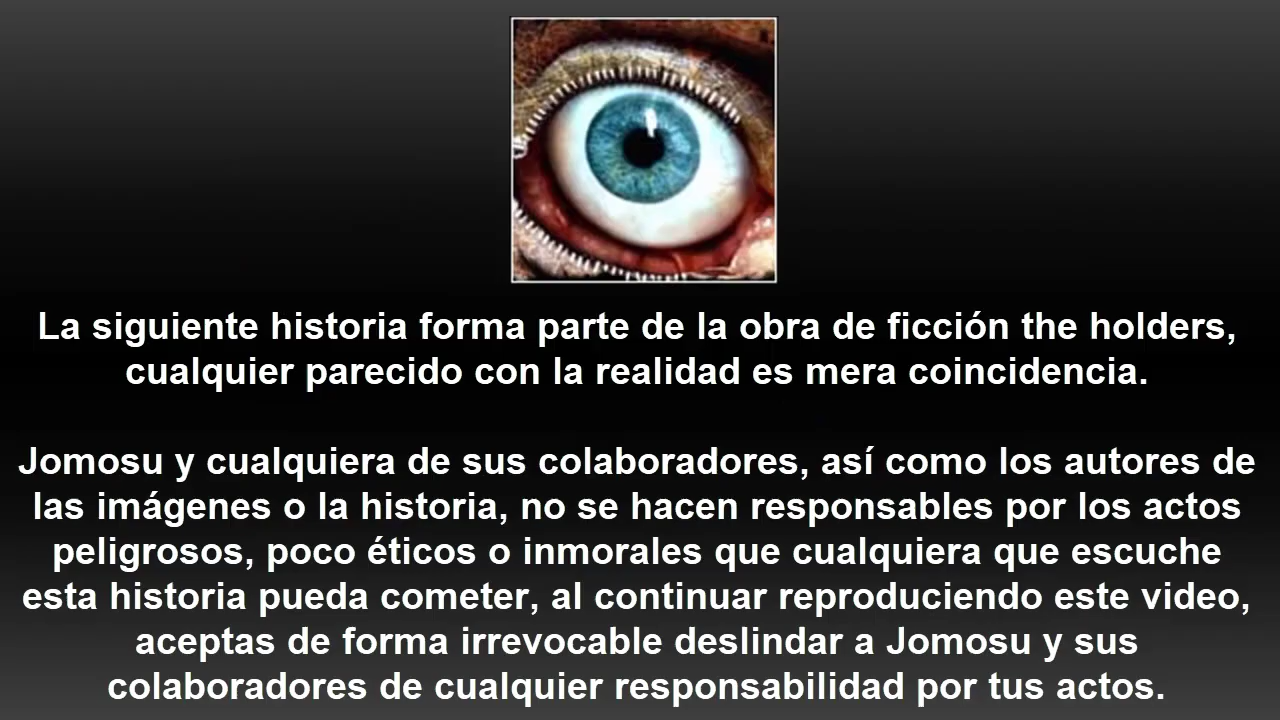 La siguiente historia forma parte de la obra de ficción the holders,
cualquier parecido con la realidad es mera coincidencia.
Jomosu y cualquiera de sus colaboradores, así como los autores de
las imágenes o la historia, no se hacen responsables por los actos
peligrosos, poco éticos o inmorales que cualquiera que escuche
esta historia pueda cometer, al continuar reproduciendo este video,
aceptas de forma irrevocable deslindar a Jomosu y sus
colaboradores de cualquier responsabilidad por tus actos.